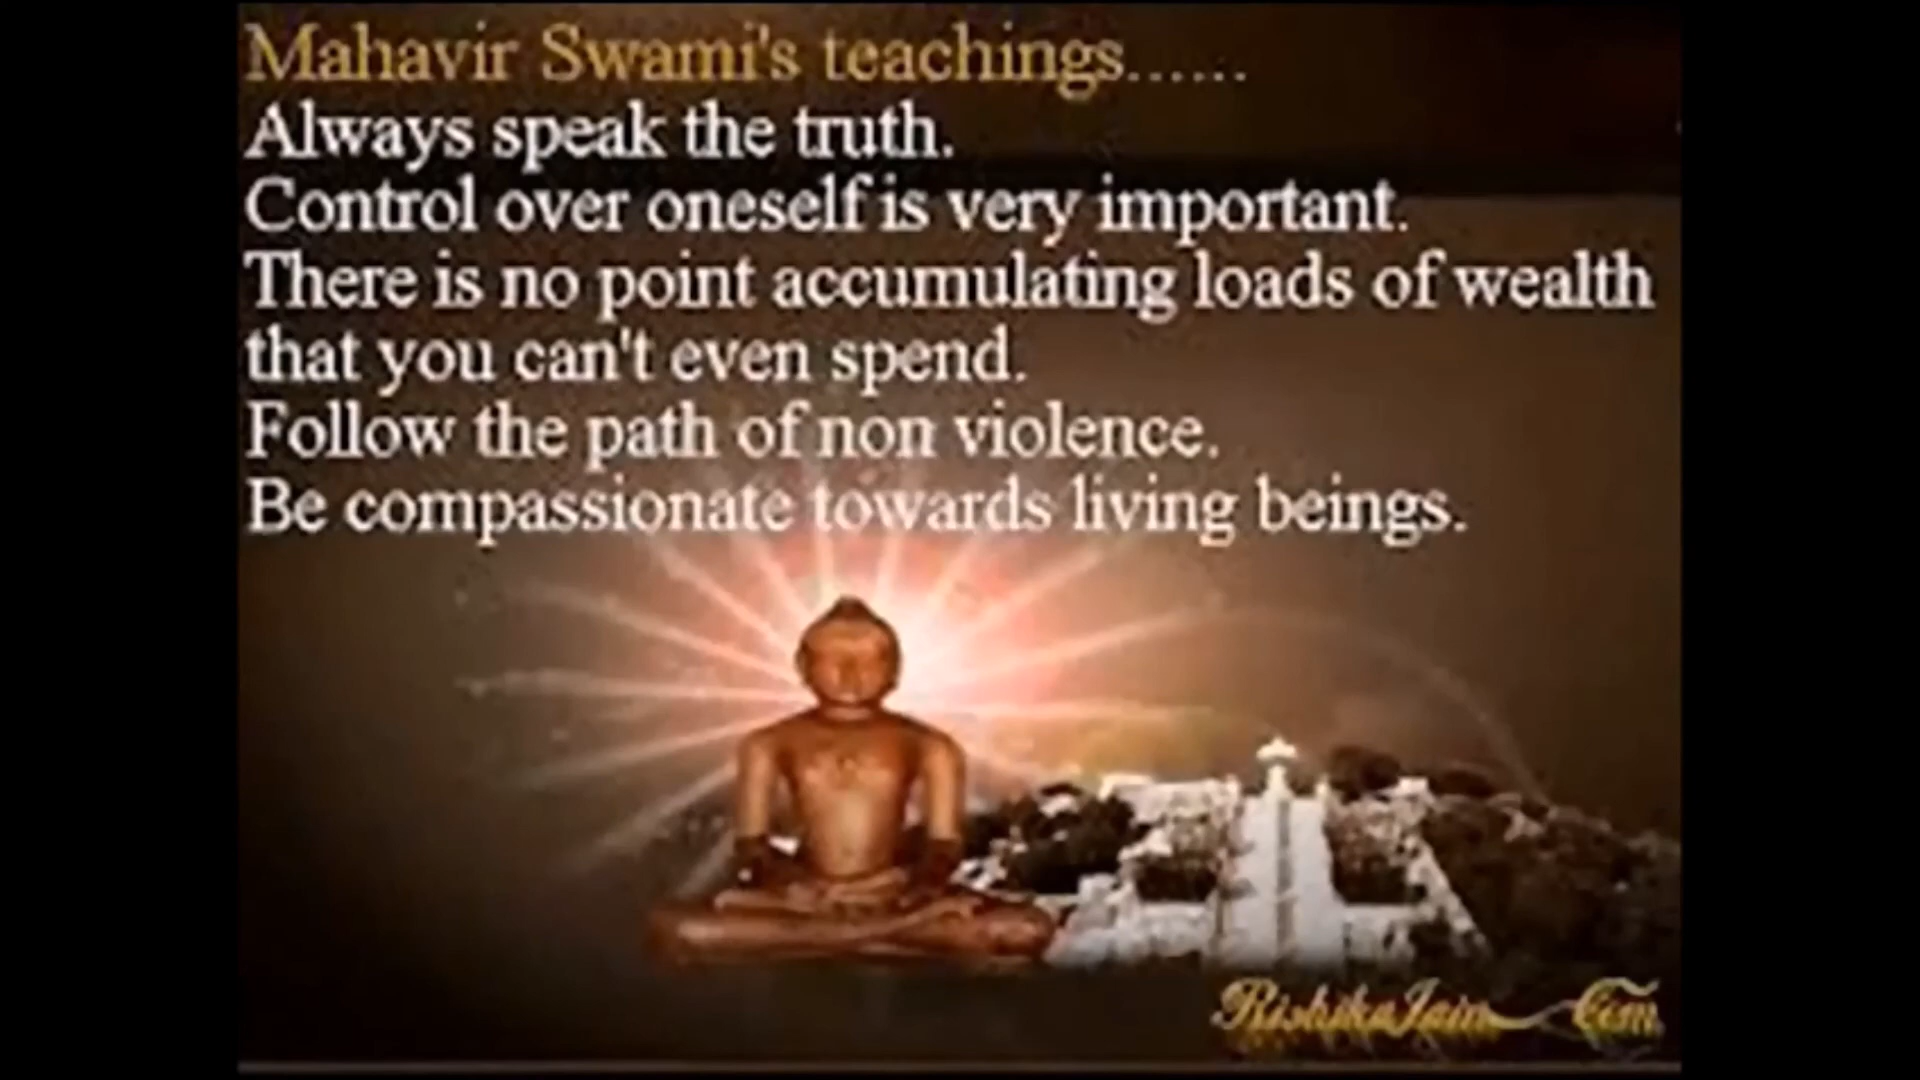 Mahavir Swami's teachings......
Always speak the truth.
Control over oneself is very important.
There is no point accumulating loads of wealth
that you can't even spend.
Follow the path of non violence.
Be compassionate towards living beings.
RishikaJain Com